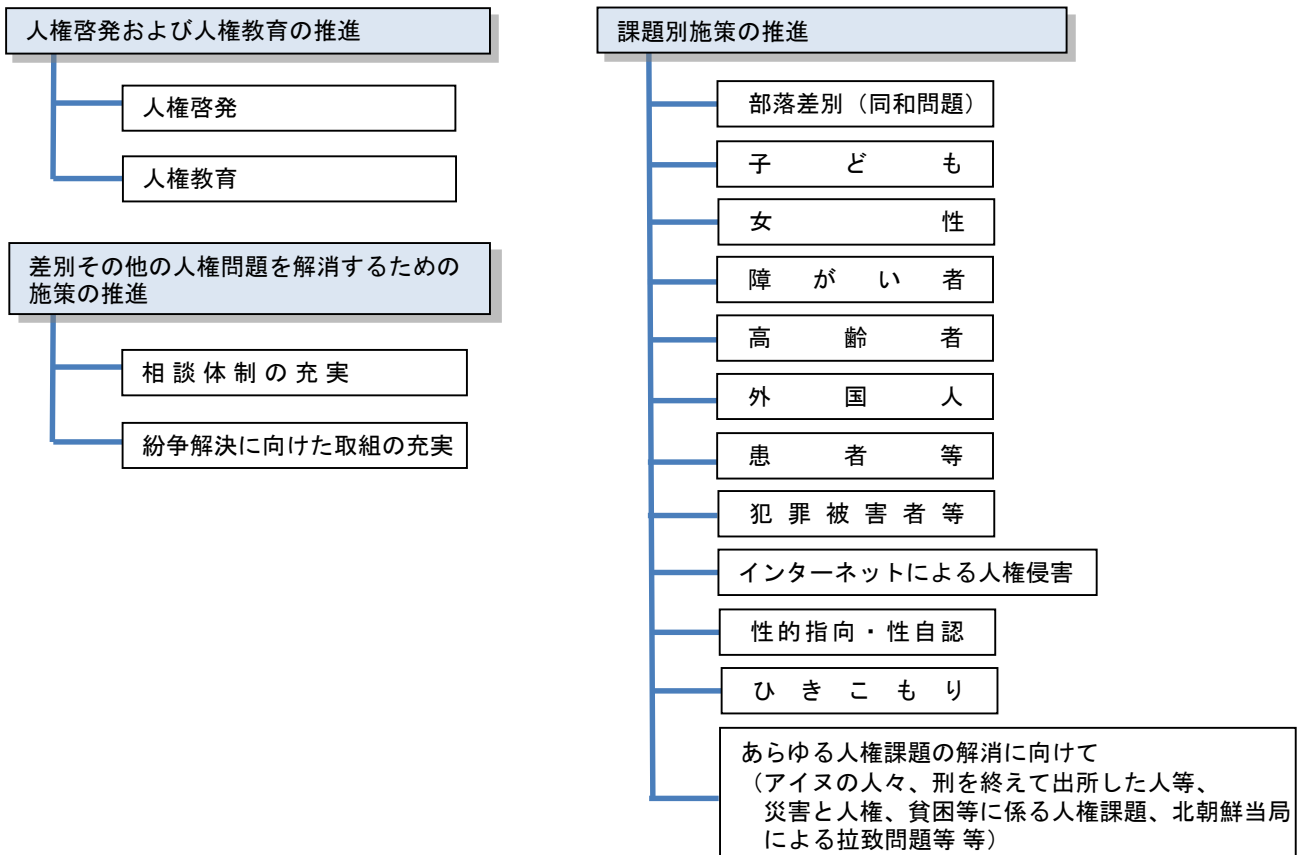 人権啓発および人権教育の推進
人権啓発
人権教育
差別その他の人権問題を解消するための
施策の推進
相談体制の充実
紛争解決に向けた取組の充実
課題別施策の推進
部落差別（同和問題）
子ども
女性
障がい者
高齢者
外国人
患者等
犯罪被害者等
インターネットによる人権侵害
性的指向・性自認
ひきこもり
あらゆる人権課題の解消に向けて
（アイヌの人々、刑を終えて出所した人等、
災害と人権、貧困等に係る人権課題、北朝鮮当局
による拉致問題等 等）